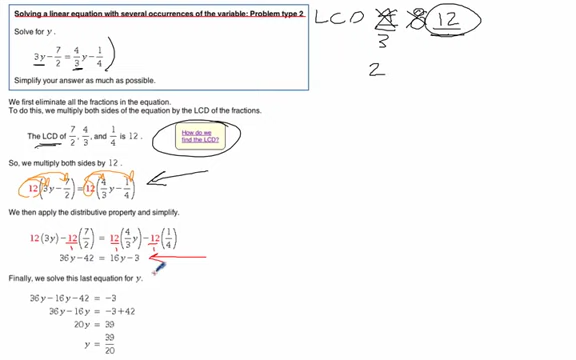 Solving a linear equation with several occurrences of the variable: Problem type 2
Solve for y.
3y − 7/2 = 4/3 y − 1/4
Simplify your answer as much as possible.
LCD 4 8 12
3
2
We first eliminate all the fractions in the equation.
To do this, we multiply both sides of the equation by the LCD of the fractions.
The LCD of 7/2, 4/3, and 1/4 is 12.
How do we
find the LCD?
So, we multiply both sides by 12.
12(3y − 7/2) = 12(4/3 y − 1/4)
We then apply the distributive property and simplify.
12(3y) − 12(7/2) = 12(4/3 y) − 12(1/4)
36y − 42 = 16y − 3
Finally, we solve this last equation for y.
36y − 16y − 42 = −3
36y − 16y = −3 + 42
20y = 39
y = 39/20